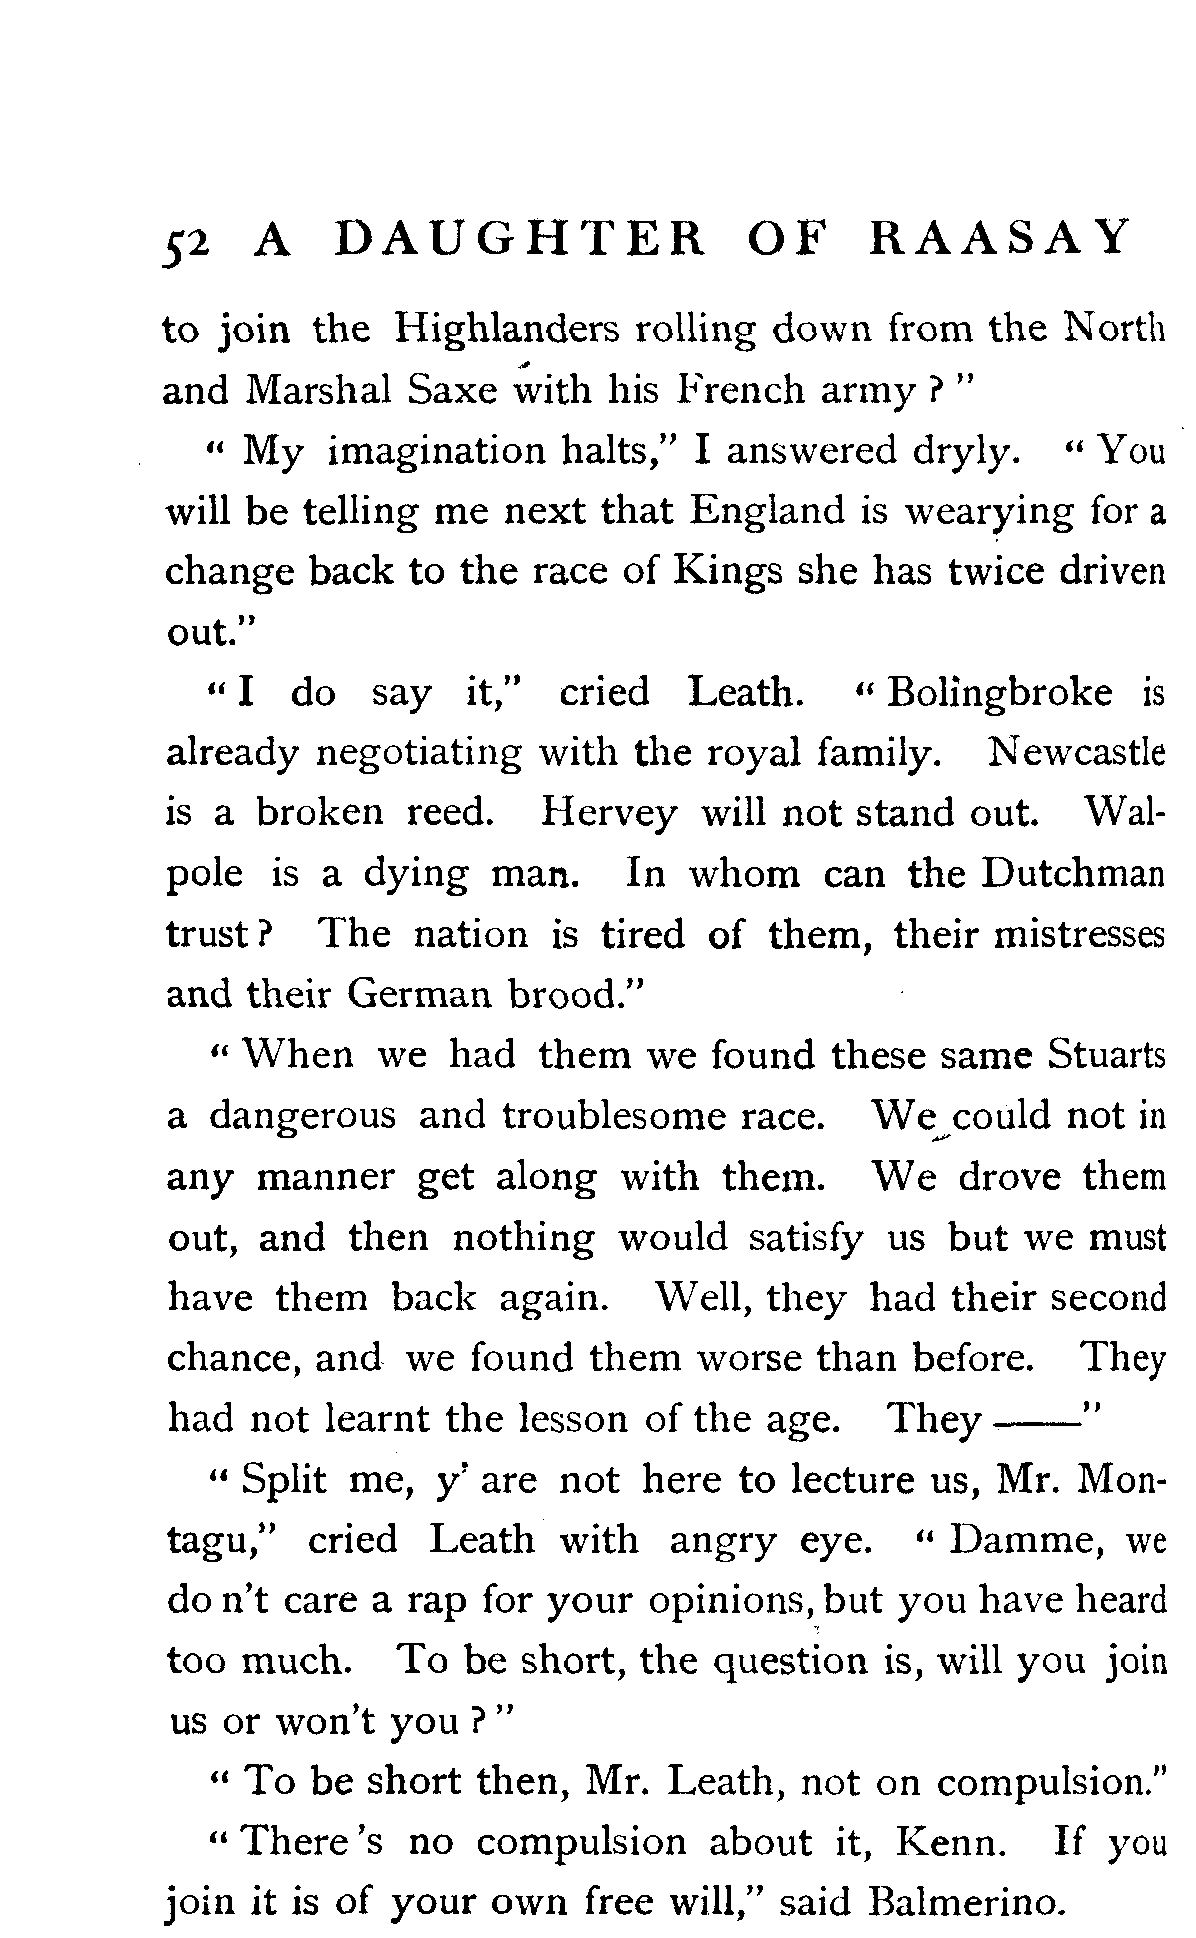 52 A DAUGHTER OF RAASAY
to join the Highlanders rolling down from the North
and Marshal Saxe with his French army ? "
" My imagination halts," I answered dryly. " You
will be telling me next that England is wearying for a
change back to the race of Kings she has twice driven
out."
" I do say it," cried Leath. " Bolingbroke is
already negotiating with the royal family. Newcastle
is a broken reed. Hervey will not stand out. Wal-
pole is a dying man. In whom can the Dutchman
trust ? The nation is tired of them, their mistresses
and their German brood."
" When we had them we found these same Stuarts
a dangerous and troublesome race. We could not in
any manner get along with them. We drove them
out, and then nothing would satisfy us but we must
have them back again. Well, they had their second
chance, and we found them worse than before. They
had not learnt the lesson of the age. They ——"
" Split me, y' are not here to lecture us, Mr. Mon-
tagu," cried Leath with angry eye. " Damme, we
do n't care a rap for your opinions, but you have heard
too much. To be short, the question is, will you join
us or won't you ? "
" To be short then, Mr. Leath, not on compulsion."
" There 's no compulsion about it, Kenn. If you
join it is of your own free will," said Balmerino.